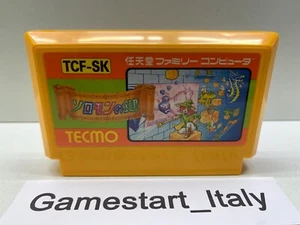 TCF-SK
任天堂 ファミリー コンピュータ
ソロモンの鍵
TECMO
Gamestart_Italy